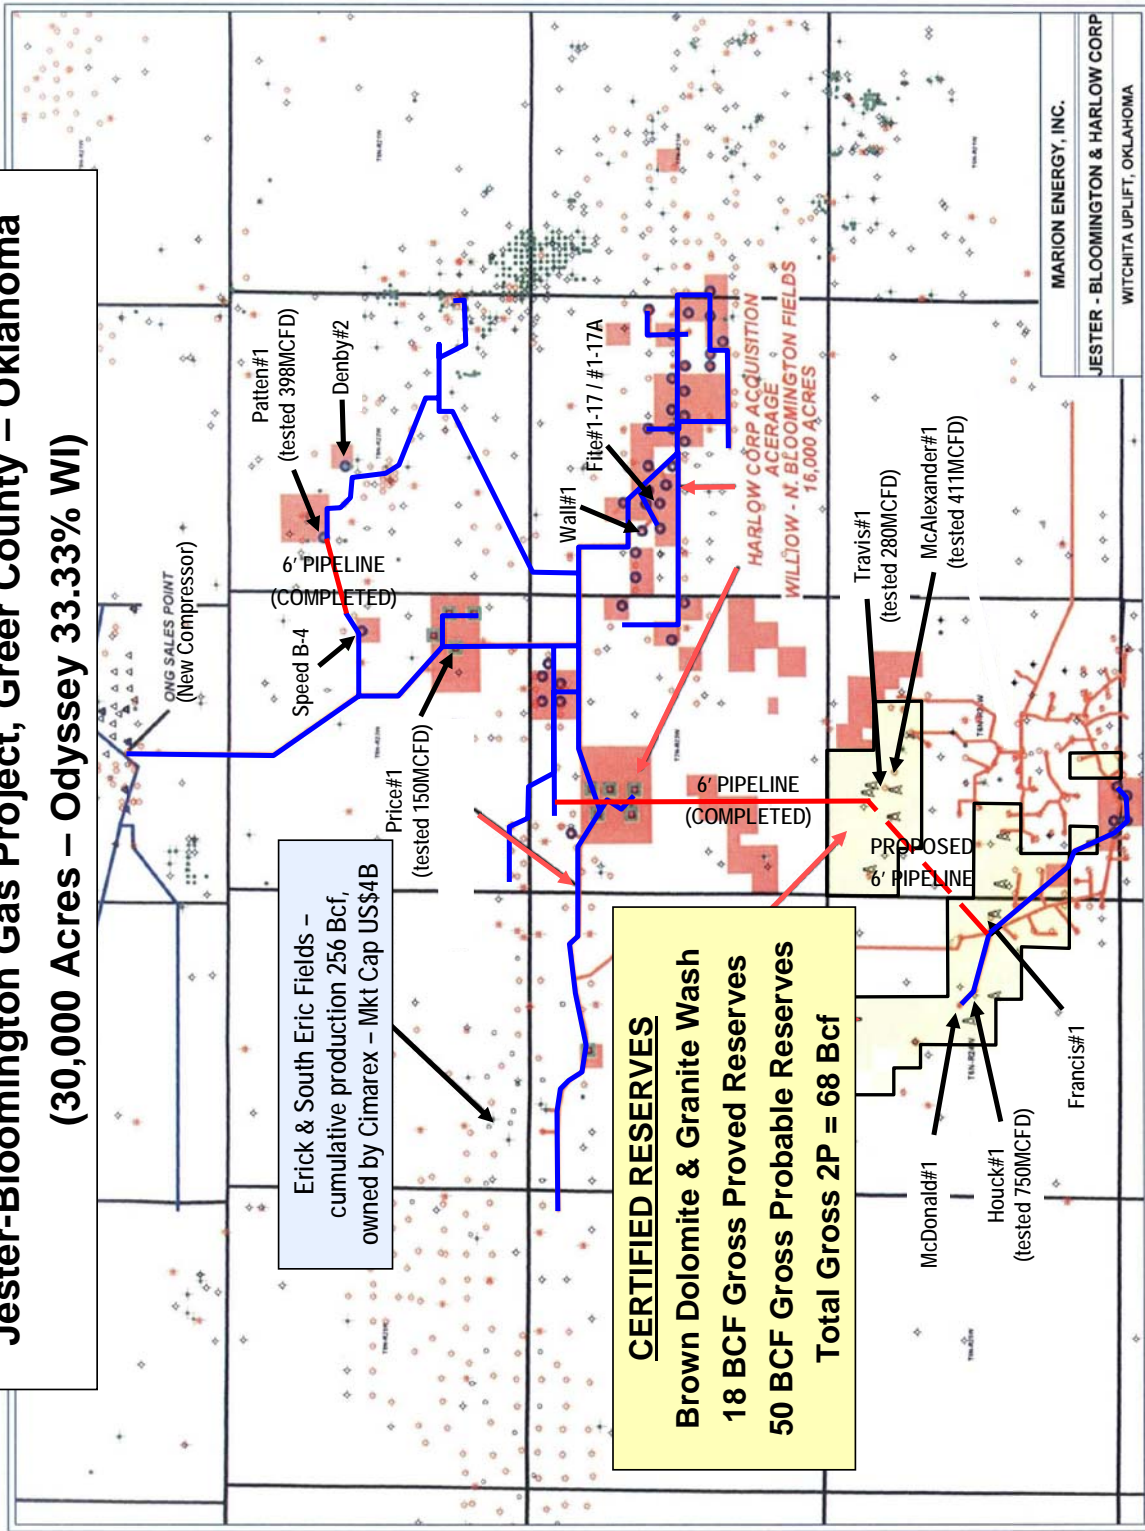 Jester-Bloomington Gas Project, Greer County – Oklahoma
(30,000 Acres – Odyssey 33.33% WI)
ONG SALES POINT
(New Compressor)
Patten#1
(tested 398MCFD)
Denby#2
6’ PIPELINE
(COMPLETED)
Speed B-4
Price#1
(tested 150MCFD)
Erick & South Eric Fields –
cumulative production 256 Bcf,
owned by Cimarex – Mkt Cap US$4B
Wall#1
Fite#1-17 / #1-17A
HARLOW CORP ACQUISITION
ACERAGE
WILLIOW - N. BLOOMINGTON FIELDS
16,000 ACRES
6’ PIPELINE
(COMPLETED)
Travis#1
(tested 280MCFD)
McAlexander#1
(tested 411MCFD)
PROPOSED
6’ PIPELINE
CERTIFIED RESERVES
Brown Dolomite & Granite Wash
18 BCF Gross Proved Reserves
50 BCF Gross Probable Reserves
Total Gross 2P = 68 Bcf
McDonald#1
Houck#1
(tested 750MCFD)
Francis#1
MARION ENERGY, INC.
JESTER - BLOOMINGTON & HARLOW CORP
WITCHITA UPLIFT, OKLAHOMA